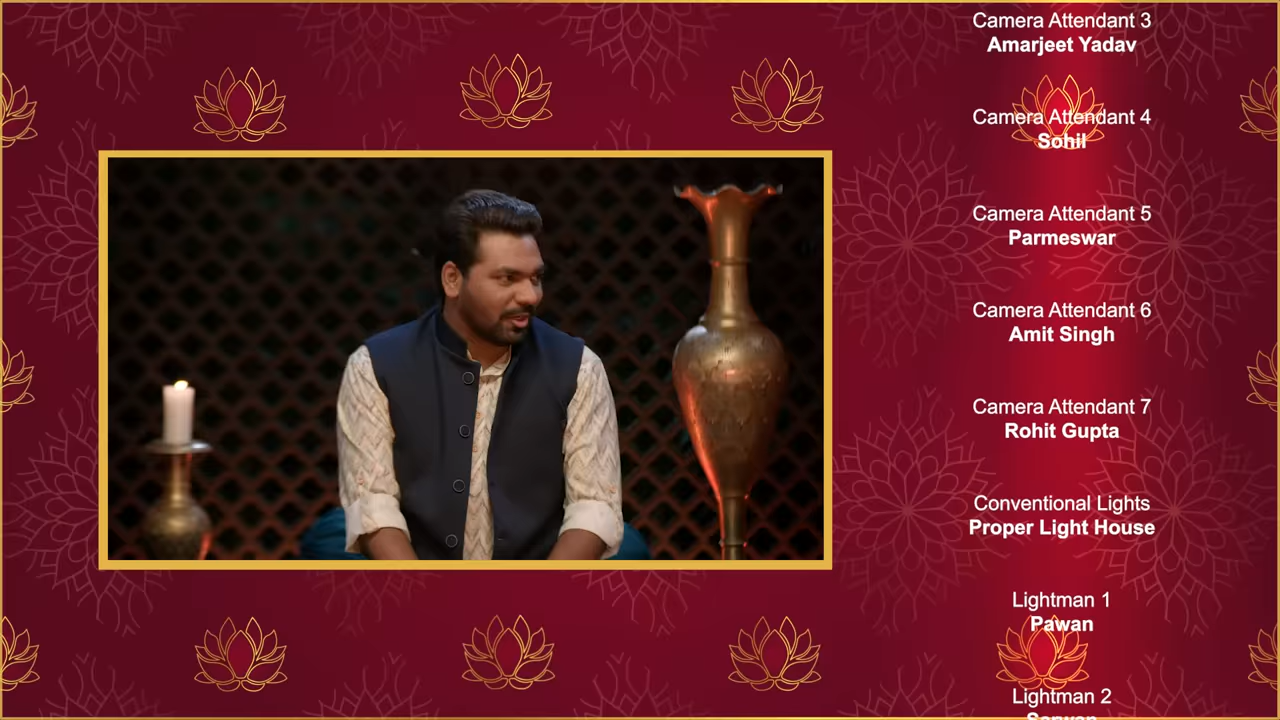 Camera Attendant 3
Amarjeet Yadav
Camera Attendant 4
Sohil
Camera Attendant 5
Parmeswar
Camera Attendant 6
Amit Singh
Camera Attendant 7
Rohit Gupta
Conventional Lights
Proper Light House
Lightman 1
Pawan
Lightman 2